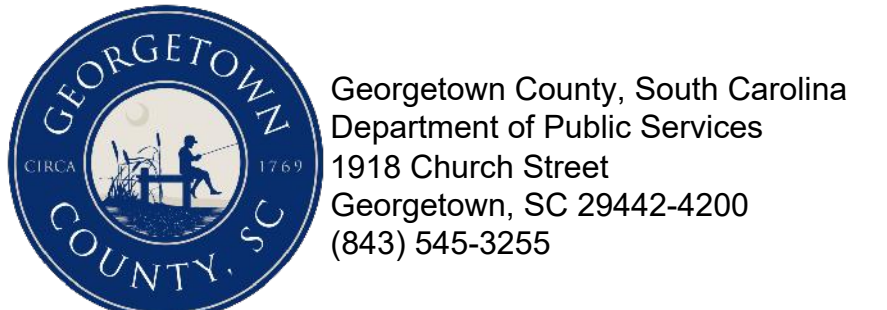 GEORGETOWN
CIRCA 1769
COUNTY, SC
Georgetown County, South Carolina
Department of Public Services
1918 Church Street
Georgetown, SC 29442-4200
(843) 545-3255